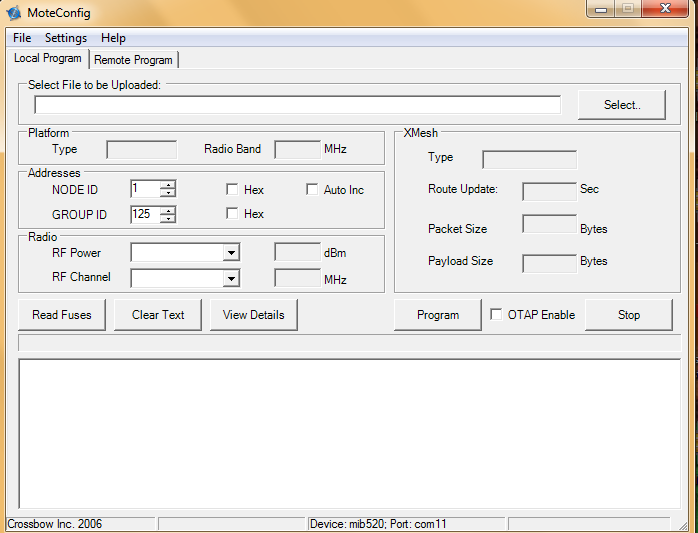 MoteConfig
File Settings Help
Local Program Remote Program
Select File to be Uploaded:
Select..
Platform
Type Radio Band MHz
Addresses
NODE ID 1 Hex Auto Inc
GROUP ID 125 Hex
Radio
RF Power dBm
RF Channel MHz
XMesh
Type
Route Update: Sec
Packet Size Bytes
Payload Size Bytes
Read Fuses Clear Text View Details Program OTAP Enable Stop
Crossbow Inc. 2006 Device: mib520; Port: com11